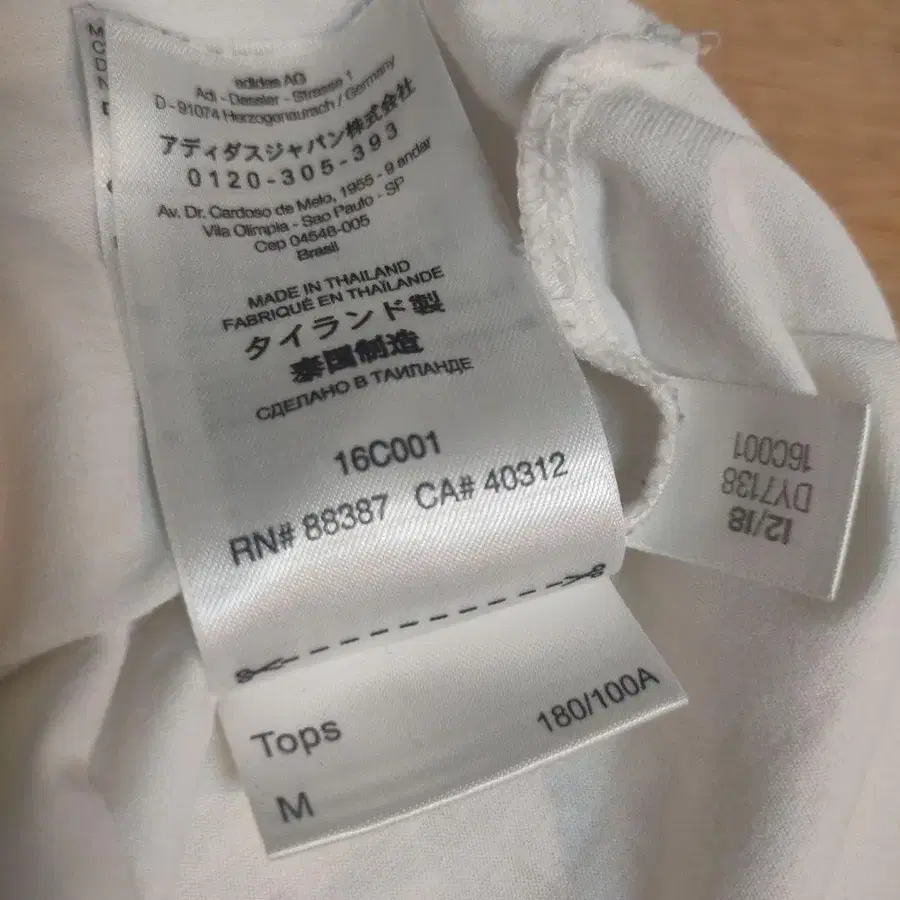 adidas AG
Adi - Dassler - Strasse 1
D-91074 Herzogenaurach / Germany
アディダスジャパン株式会社
0120-305-393
Av. Dr. Cardoso de Melo, 1955 - 9 andar
Vila Olimpia - Sao Paulo - SP
Cep 04548-005
Brasil
MADE IN THAILAND
FABRIQUÉ EN THAÏLANDE
タイランド製
泰国制造
СДЕЛАНО В ТАИЛАНДЕ
16C001
RN# 88387 CA# 40312
Tops
180/100A
M
12/18
DY7138
16C001